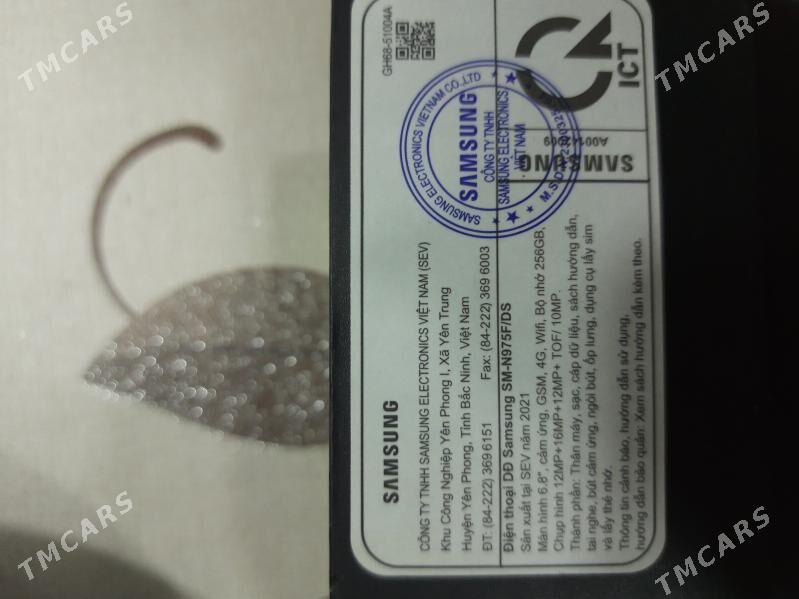 SAMSUNG
CÔNG TY TNHH SAMSUNG ELECTRONICS VIỆT NAM (SEV)
Khu Công Nghiệp Yên Phong I, Xã Yên Trung
Huyện Yên Phong, Tỉnh Bắc Ninh, Việt Nam
ĐT: (84-222) 369 6151 Fax: (84-222) 369 6003
Điện thoại DĐ Samsung SM-N975F/DS
Sản xuất tại SEV năm 2021
Màn hình 6.8", cảm ứng, GSM, 4G, Wifi, Bộ nhớ 256GB,
Chụp hình 12MP+16MP+12MP+ TOF/ 10MP.
Thành phần: Thân máy, sạc, cáp dữ liệu, sách hướng dẫn,
tai nghe, bút cảm ứng, ngòi bút, ốp lưng, dụng cụ lấy sim
và lấy thẻ nhớ.
Thông tin cảnh báo, hướng dẫn sử dụng,
hướng dẫn bảo quản: Xem sách hướng dẫn kèm theo.
GH68-51004A
SAMSUNG ELECTRONICS VIETNAM CO.,LTD
SAMSUNG
CÔNG TY TNHH
SAMSUNG ELECTRONICS
VIỆT NAM
ICT
SAMSUNG
TMCARS
TMCARS
TMCARS
TMCARS
TMCARS
TMCARS